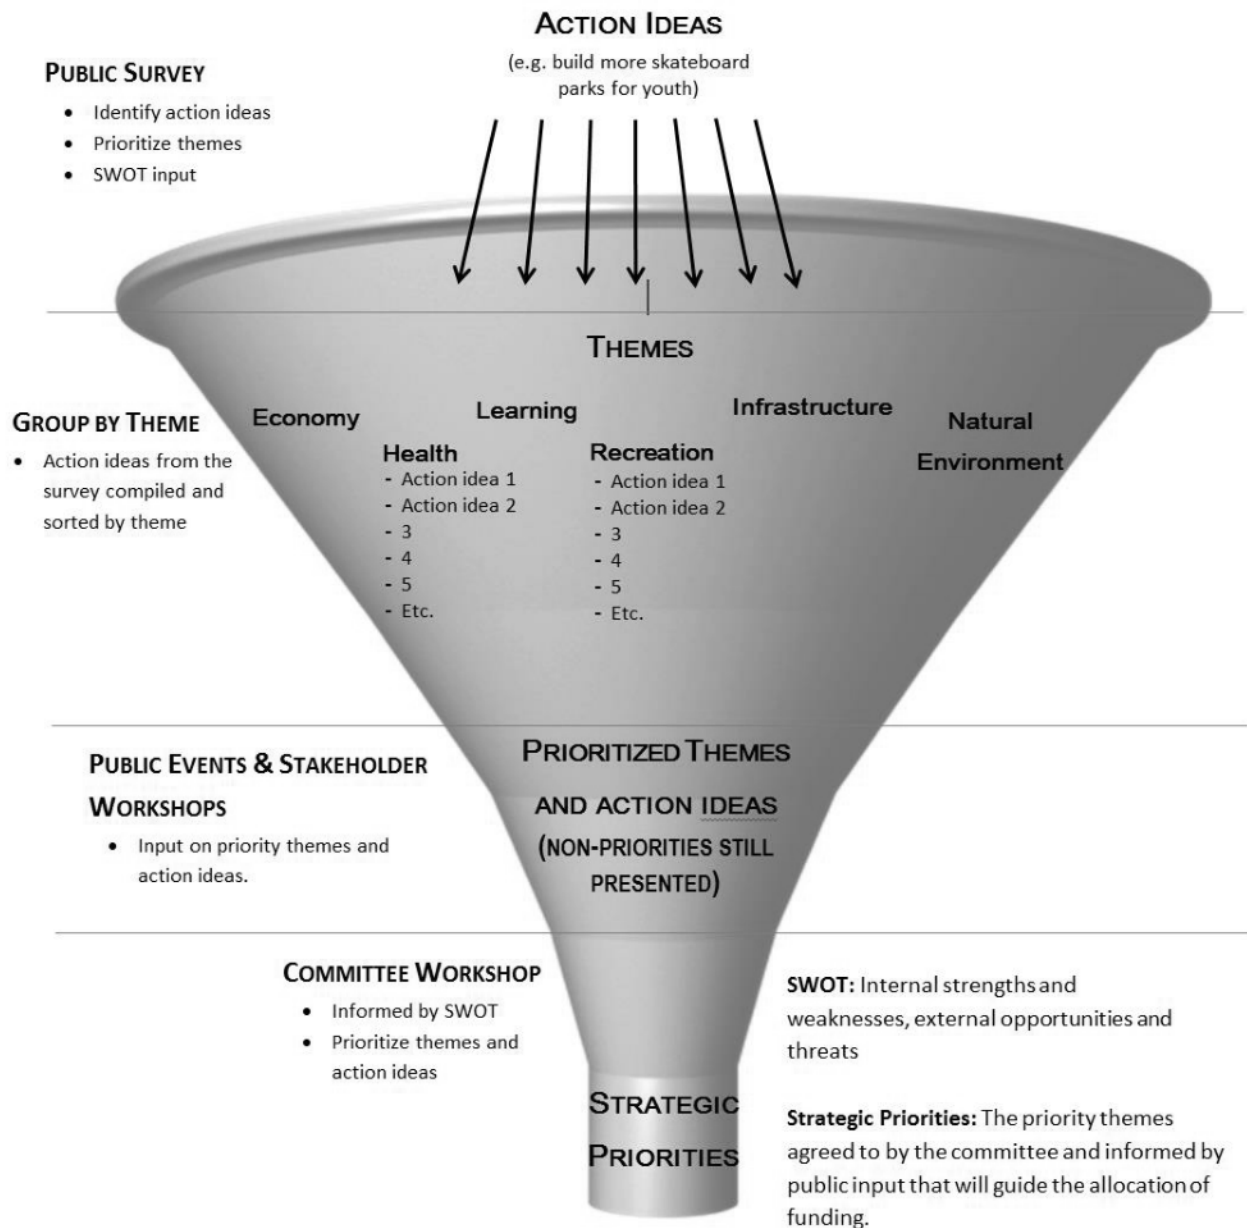 ACTION IDEAS
(e.g. build more skateboard
parks for youth)
PUBLIC SURVEY
• Identify action ideas
• Prioritize themes
• SWOT input
THEMES
GROUP BY THEME
• Action ideas from the
survey compiled and
sorted by theme
Economy
Learning
Infrastructure
Natural
Environment
Health
- Action idea 1
- Action idea 2
- 3
- 4
- 5
- Etc.
Recreation
- Action idea 1
- Action idea 2
- 3
- 4
- 5
- Etc.
PUBLIC EVENTS & STAKEHOLDER
WORKSHOPS
• Input on priority themes and
action ideas.
PRIORITIZED THEMES
AND ACTION IDEAS
(NON-PRIORITIES STILL
PRESENTED)
COMMITTEE WORKSHOP
• Informed by SWOT
• Prioritize themes and
action ideas
STRATEGIC
PRIORITIES
SWOT: Internal strengths and
weaknesses, external opportunities and
threats
Strategic Priorities: The priority themes
agreed to by the committee and informed by
public input that will guide the allocation of
funding.